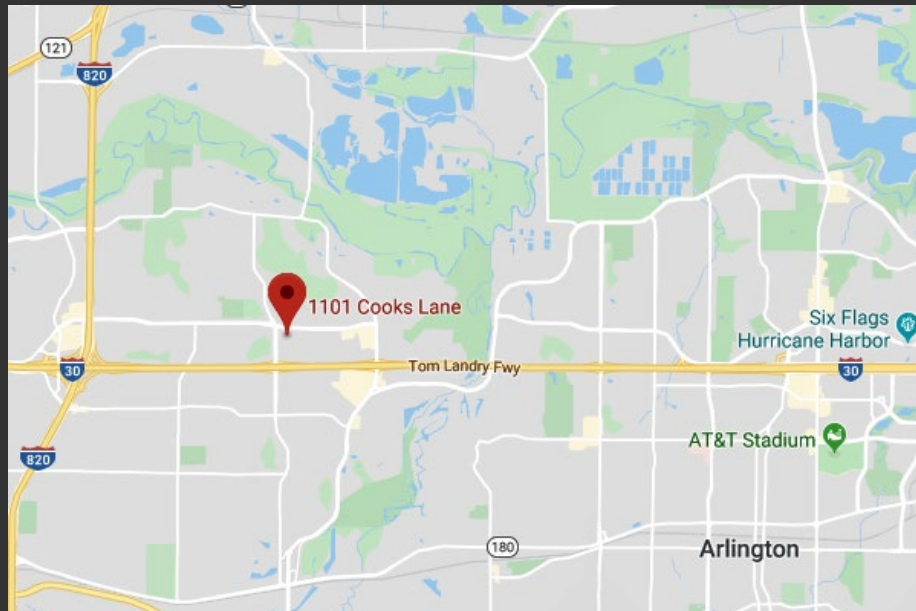 121
820
1101 Cooks Lane
Six Flags
Hurricane Harbor
Tom Landry Fwy
30
30
AT&T Stadium
820
180
Arlington